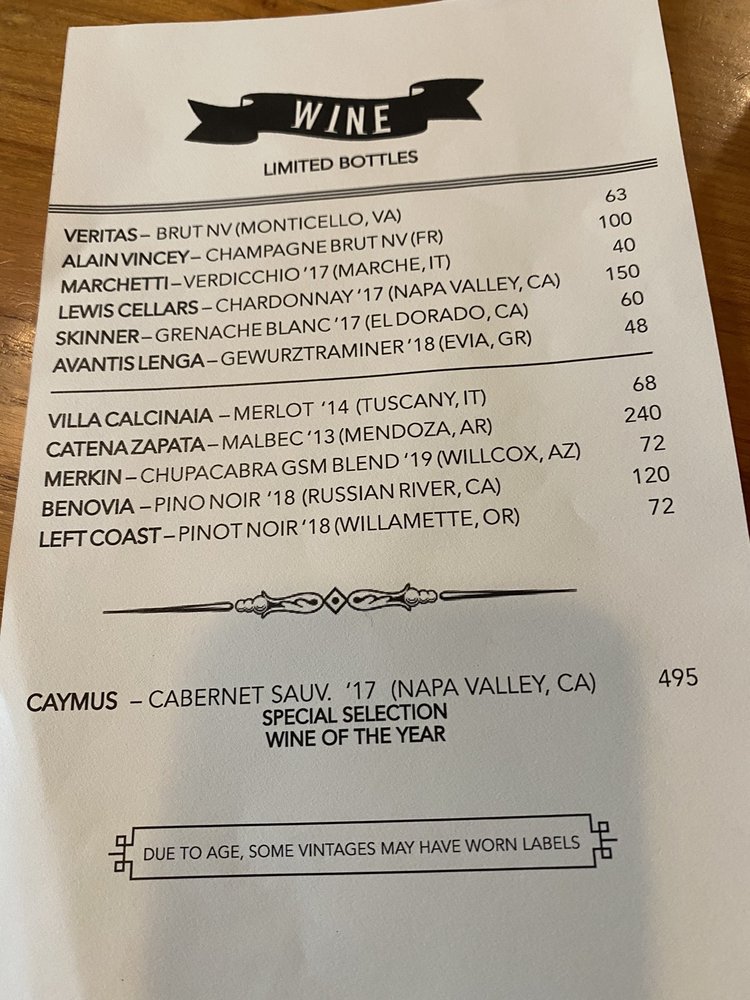 WINE
LIMITED BOTTLES
VERITAS – BRUT NV (MONTICELLO, VA) 63
ALAIN VINCEY – CHAMPAGNE BRUT NV (FR) 100
MARCHETTI – VERDICCHIO '17 (MARCHE, IT) 40
LEWIS CELLARS – CHARDONNAY '17 (NAPA VALLEY, CA) 150
SKINNER – GRENACHE BLANC '17 (EL DORADO, CA) 60
AVANTIS LENGA – GEWURZTRAMINER '18 (EVIA, GR) 48
VILLA CALCINAIA – MERLOT '14 (TUSCANY, IT) 68
CATENA ZAPATA – MALBEC '13 (MENDOZA, AR) 240
MERKIN – CHUPACABRA GSM BLEND '19 (WILLCOX, AZ) 72
BENOVIA – PINO NOIR '18 (RUSSIAN RIVER, CA) 120
LEFT COAST – PINOT NOIR '18 (WILLAMETTE, OR) 72
CAYMUS – CABERNET SAUV. '17 (NAPA VALLEY, CA) 495
SPECIAL SELECTION
WINE OF THE YEAR
DUE TO AGE, SOME VINTAGES MAY HAVE WORN LABELS